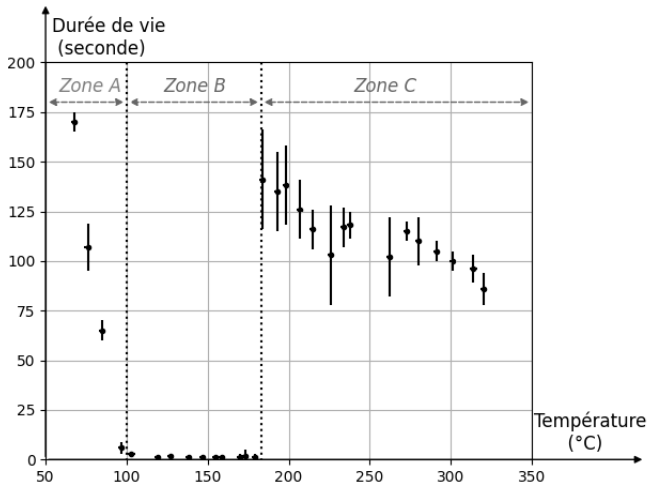 Durée de vie
(seconde)
200
Zone A
Zone B
Zone C
175
150
125
100
75
50
25
0
Température
(°C)
50
100
150
200
250
300
350